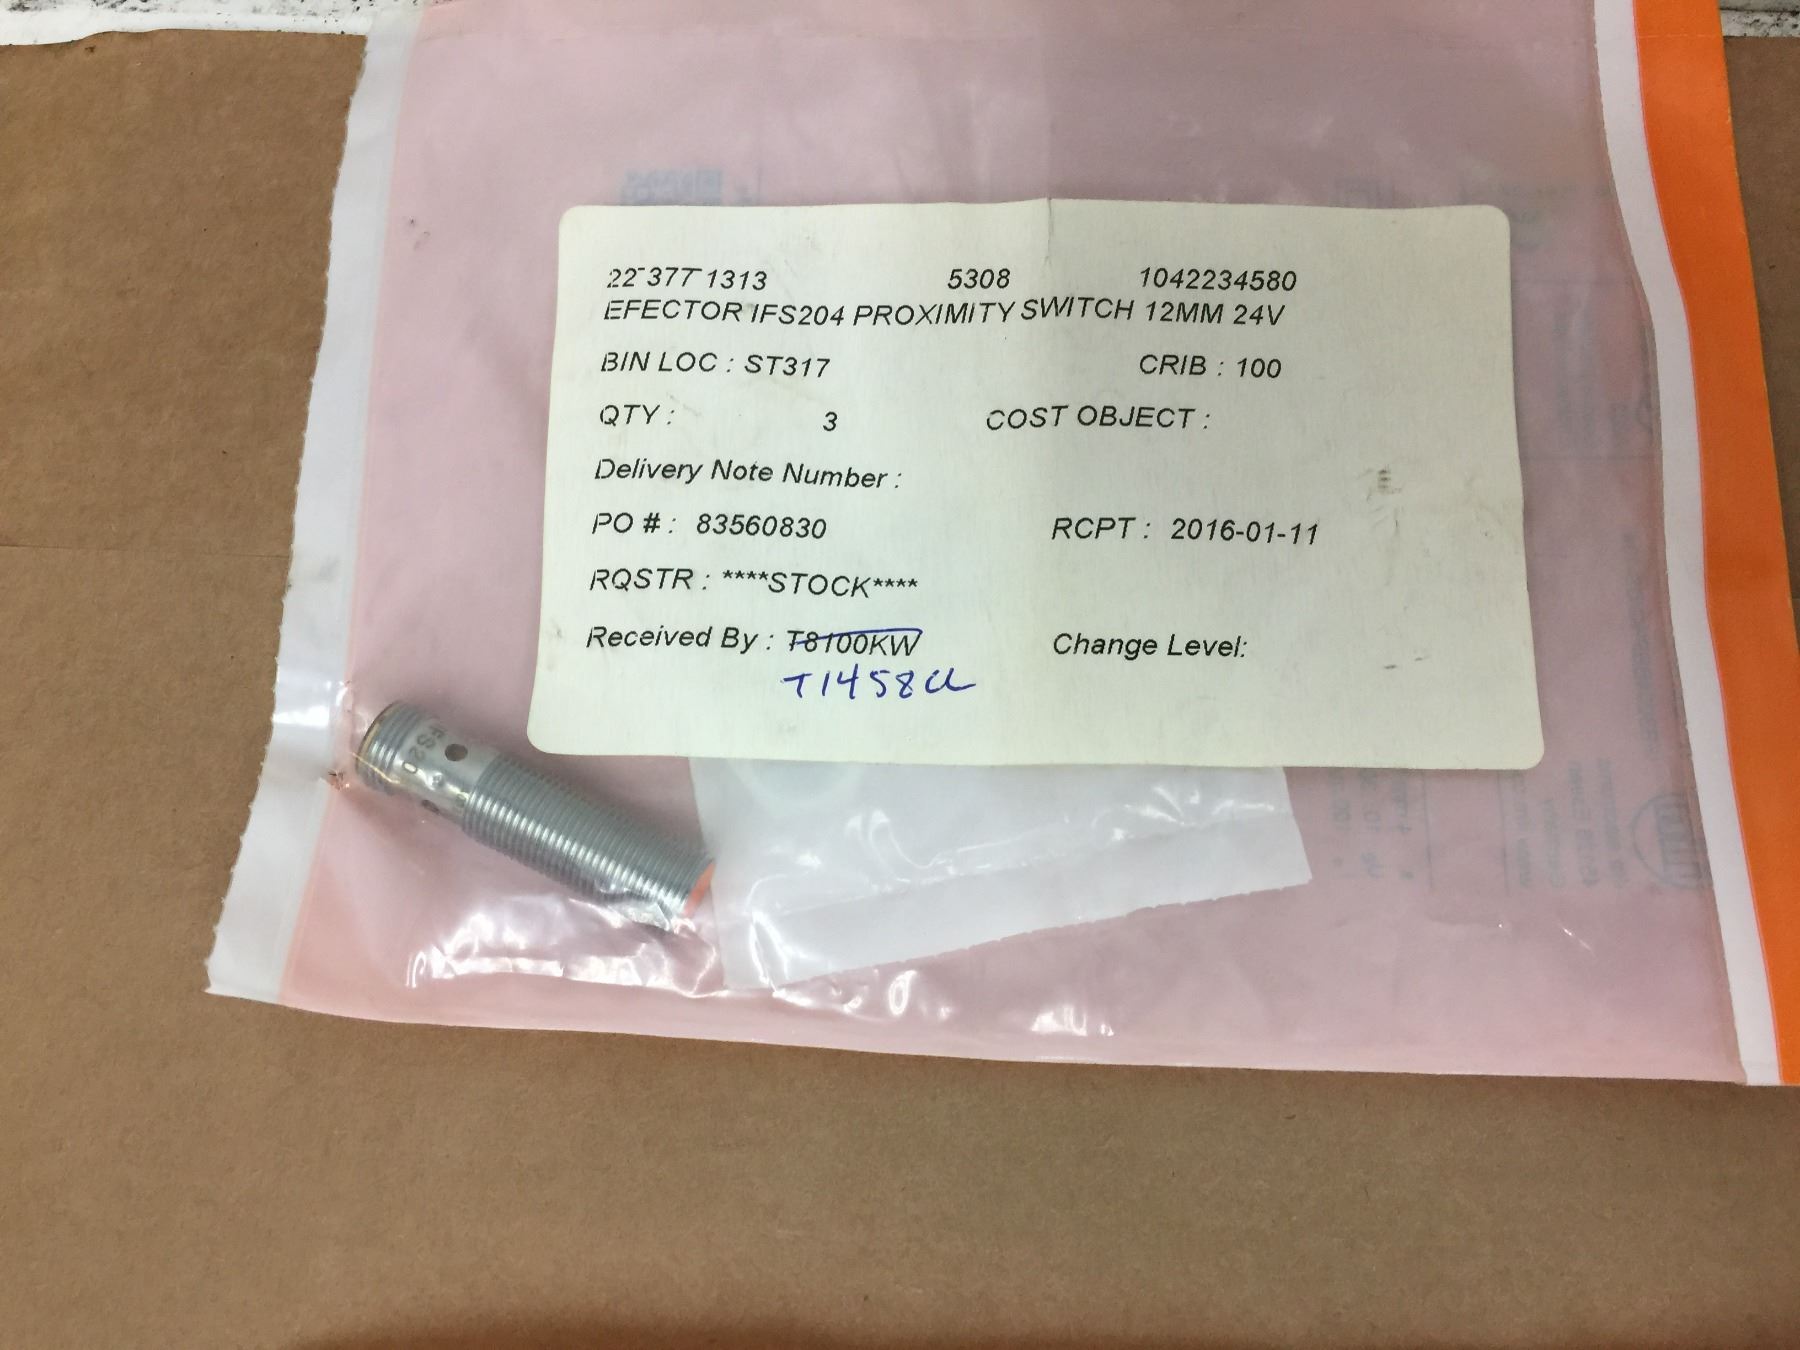 22 377 1313 5308 1042234580
EFECTOR IFS204 PROXIMITY SWITCH 12MM 24V
BIN LOC : ST317 CRIB : 100
QTY : 3 COST OBJECT :
Delivery Note Number :
PO # : 83560830 RCPT : 2016-01-11
RQSTR : ****STOCK****
Received By : T8100KW Change Level:
T1458CL